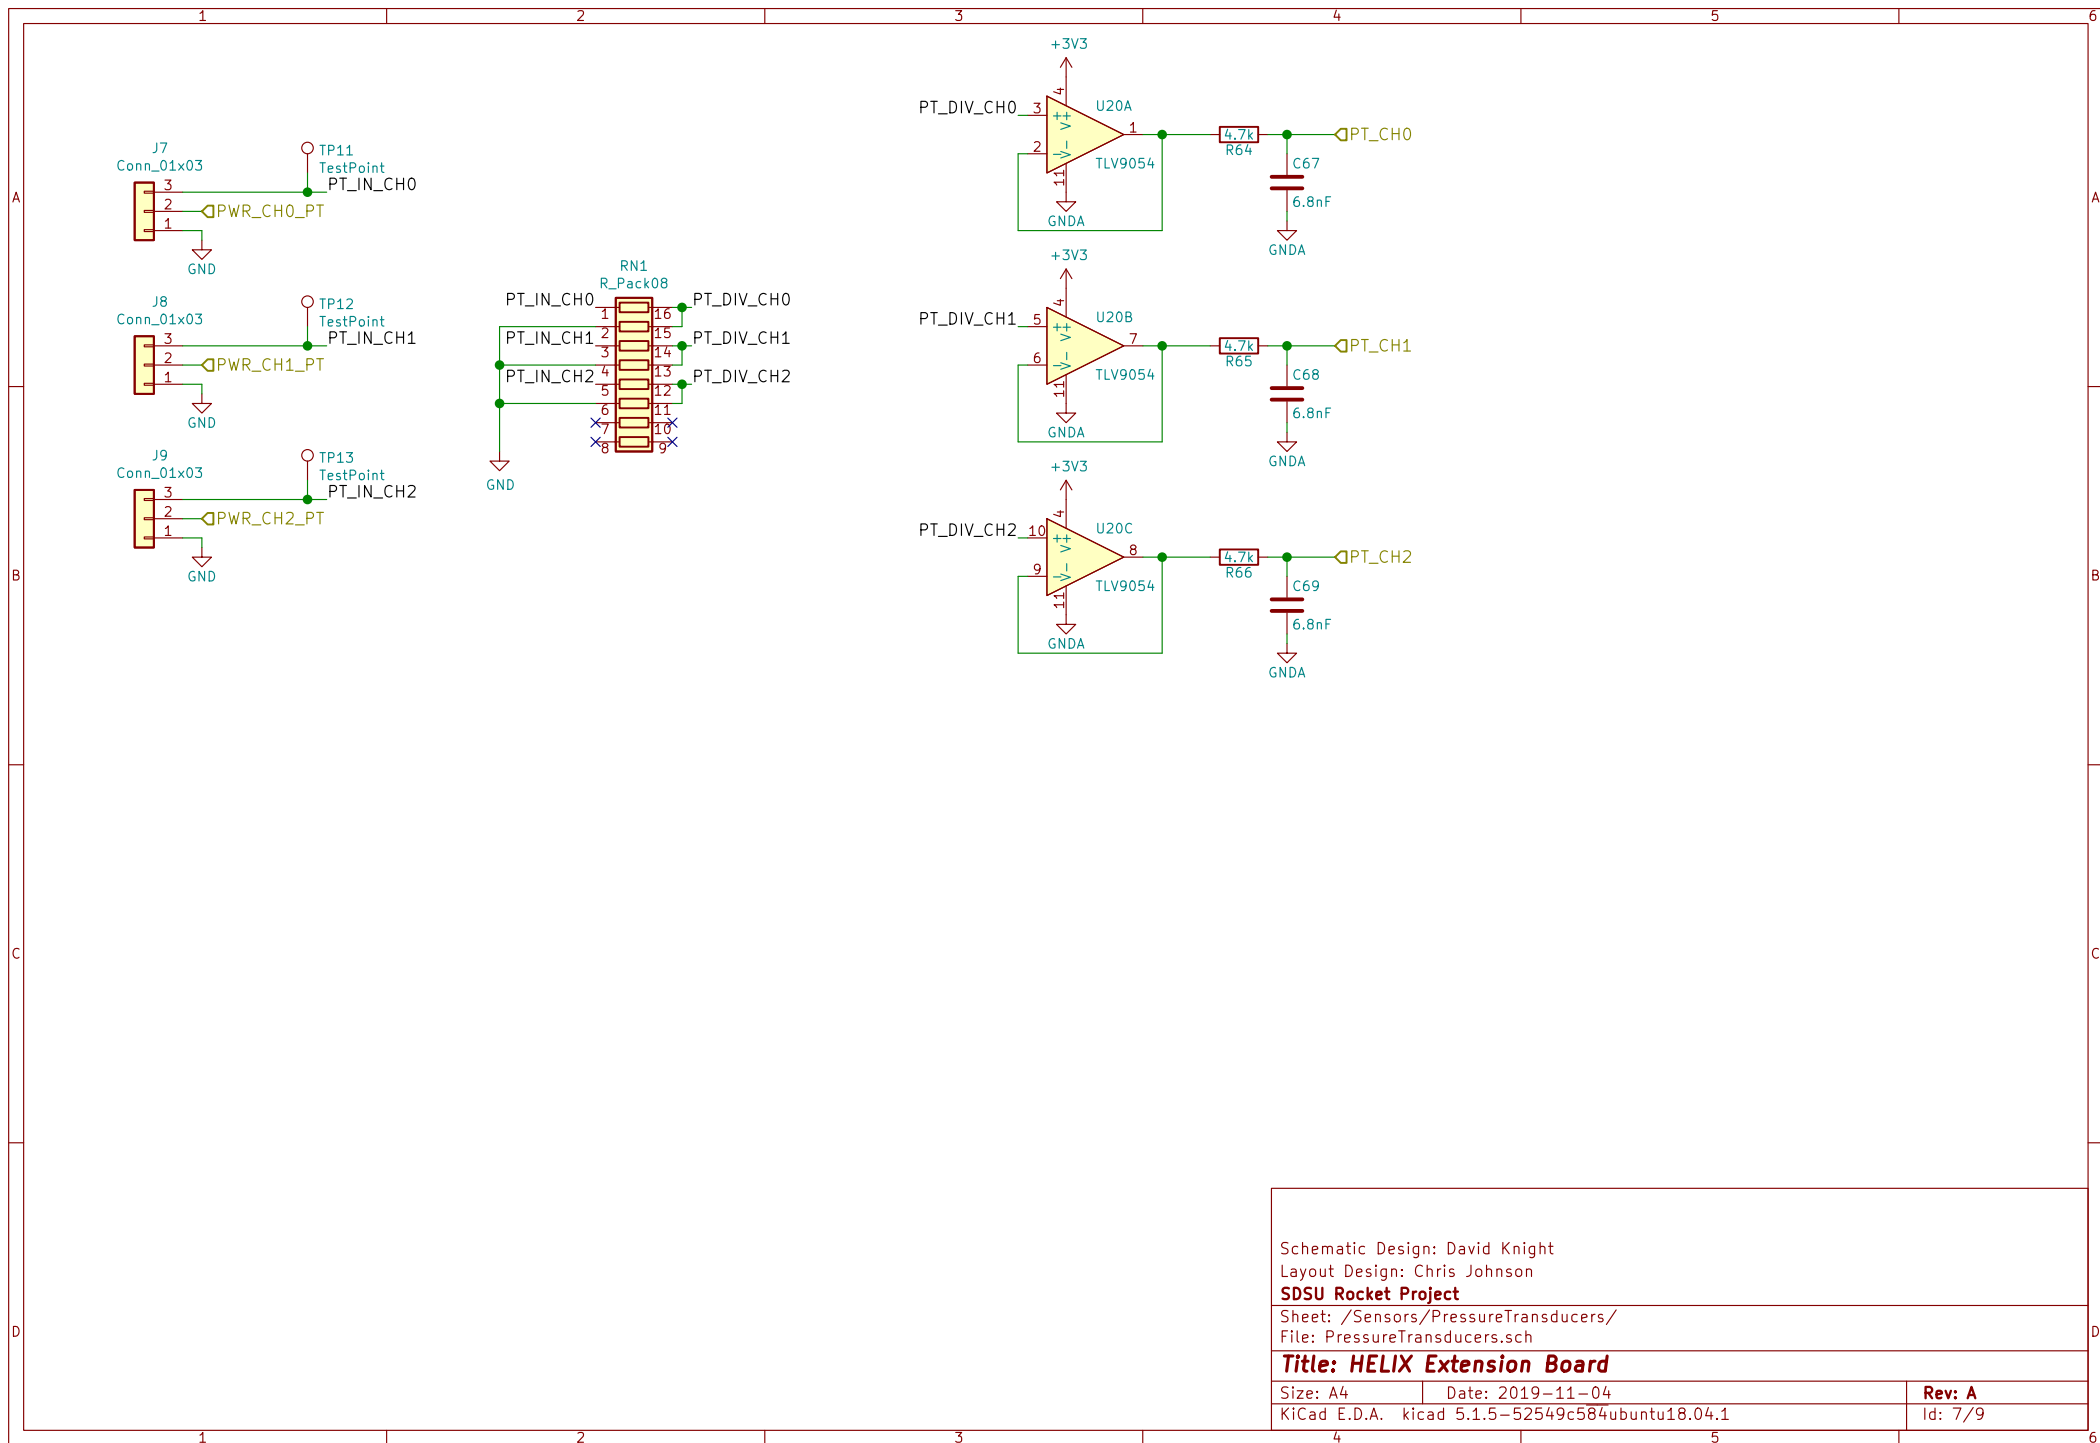 1 2 3 4 5 6
A
B
C
D
A
B
C
D
J7
Conn_01x03
3
2
1
TP11
TestPoint
PT_IN_CH0
PWR_CH0_PT
GND
J8
Conn_01x03
3
2
1
TP12
TestPoint
PT_IN_CH1
PWR_CH1_PT
GND
J9
Conn_01x03
3
2
1
TP13
TestPoint
PT_IN_CH2
PWR_CH2_PT
GND
RN1
R_Pack08
PT_IN_CH0 PT_DIV_CH0
1 16
2 15
PT_IN_CH1 PT_DIV_CH1
3 14
4 13
PT_IN_CH2 PT_DIV_CH2
5 12
6 11
7 10
8 9
GND
+3V3
4
PT_DIV_CH0
3
2
+
-
V+
V-
11
1
U20A
TLV9054
GNDA
4.7k
R64
PT_CH0
C67
6.8nF
GNDA
+3V3
4
PT_DIV_CH1
5
6
+
-
V+
V-
11
7
U20B
TLV9054
GNDA
4.7k
R65
PT_CH1
C68
6.8nF
GNDA
+3V3
4
PT_DIV_CH2
10
9
+
-
V+
V-
11
8
U20C
TLV9054
GNDA
4.7k
R66
PT_CH2
C69
6.8nF
GNDA
Schematic Design: David Knight
Layout Design: Chris Johnson
SDSU Rocket Project
Sheet: /Sensors/PressureTransducers/
File: PressureTransducers.sch
Title: HELIX Extension Board
Size: A4 Date: 2019-11-04 Rev: A
KiCad E.D.A. kicad 5.1.5-52549c584ubuntu18.04.1 Id: 7/9
1 2 3 4 5 6